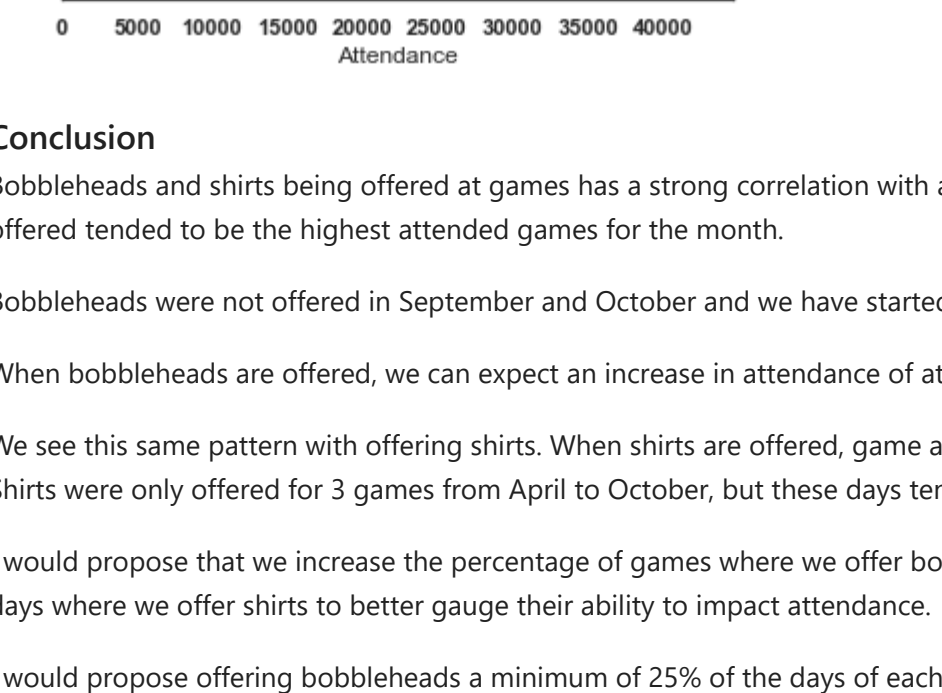 0 5000 10000 15000 20000 25000 30000 35000 40000
Attendance
Conclusion
Bobbleheads and shirts being offered at games has a strong correlation with
offered tended to be the highest attended games for the month.
Bobbleheads were not offered in September and October and we have started
When bobbleheads are offered, we can expect an increase in attendance of at
We see this same pattern with offering shirts. When shirts are offered, game
Shirts were only offered for 3 games from April to October, but these days
would propose that we increase the percentage of games where we offer
days where we offer shirts to better gauge their ability to impact attendance.
would propose offering bobbleheads a minimum of 25% of the days of each